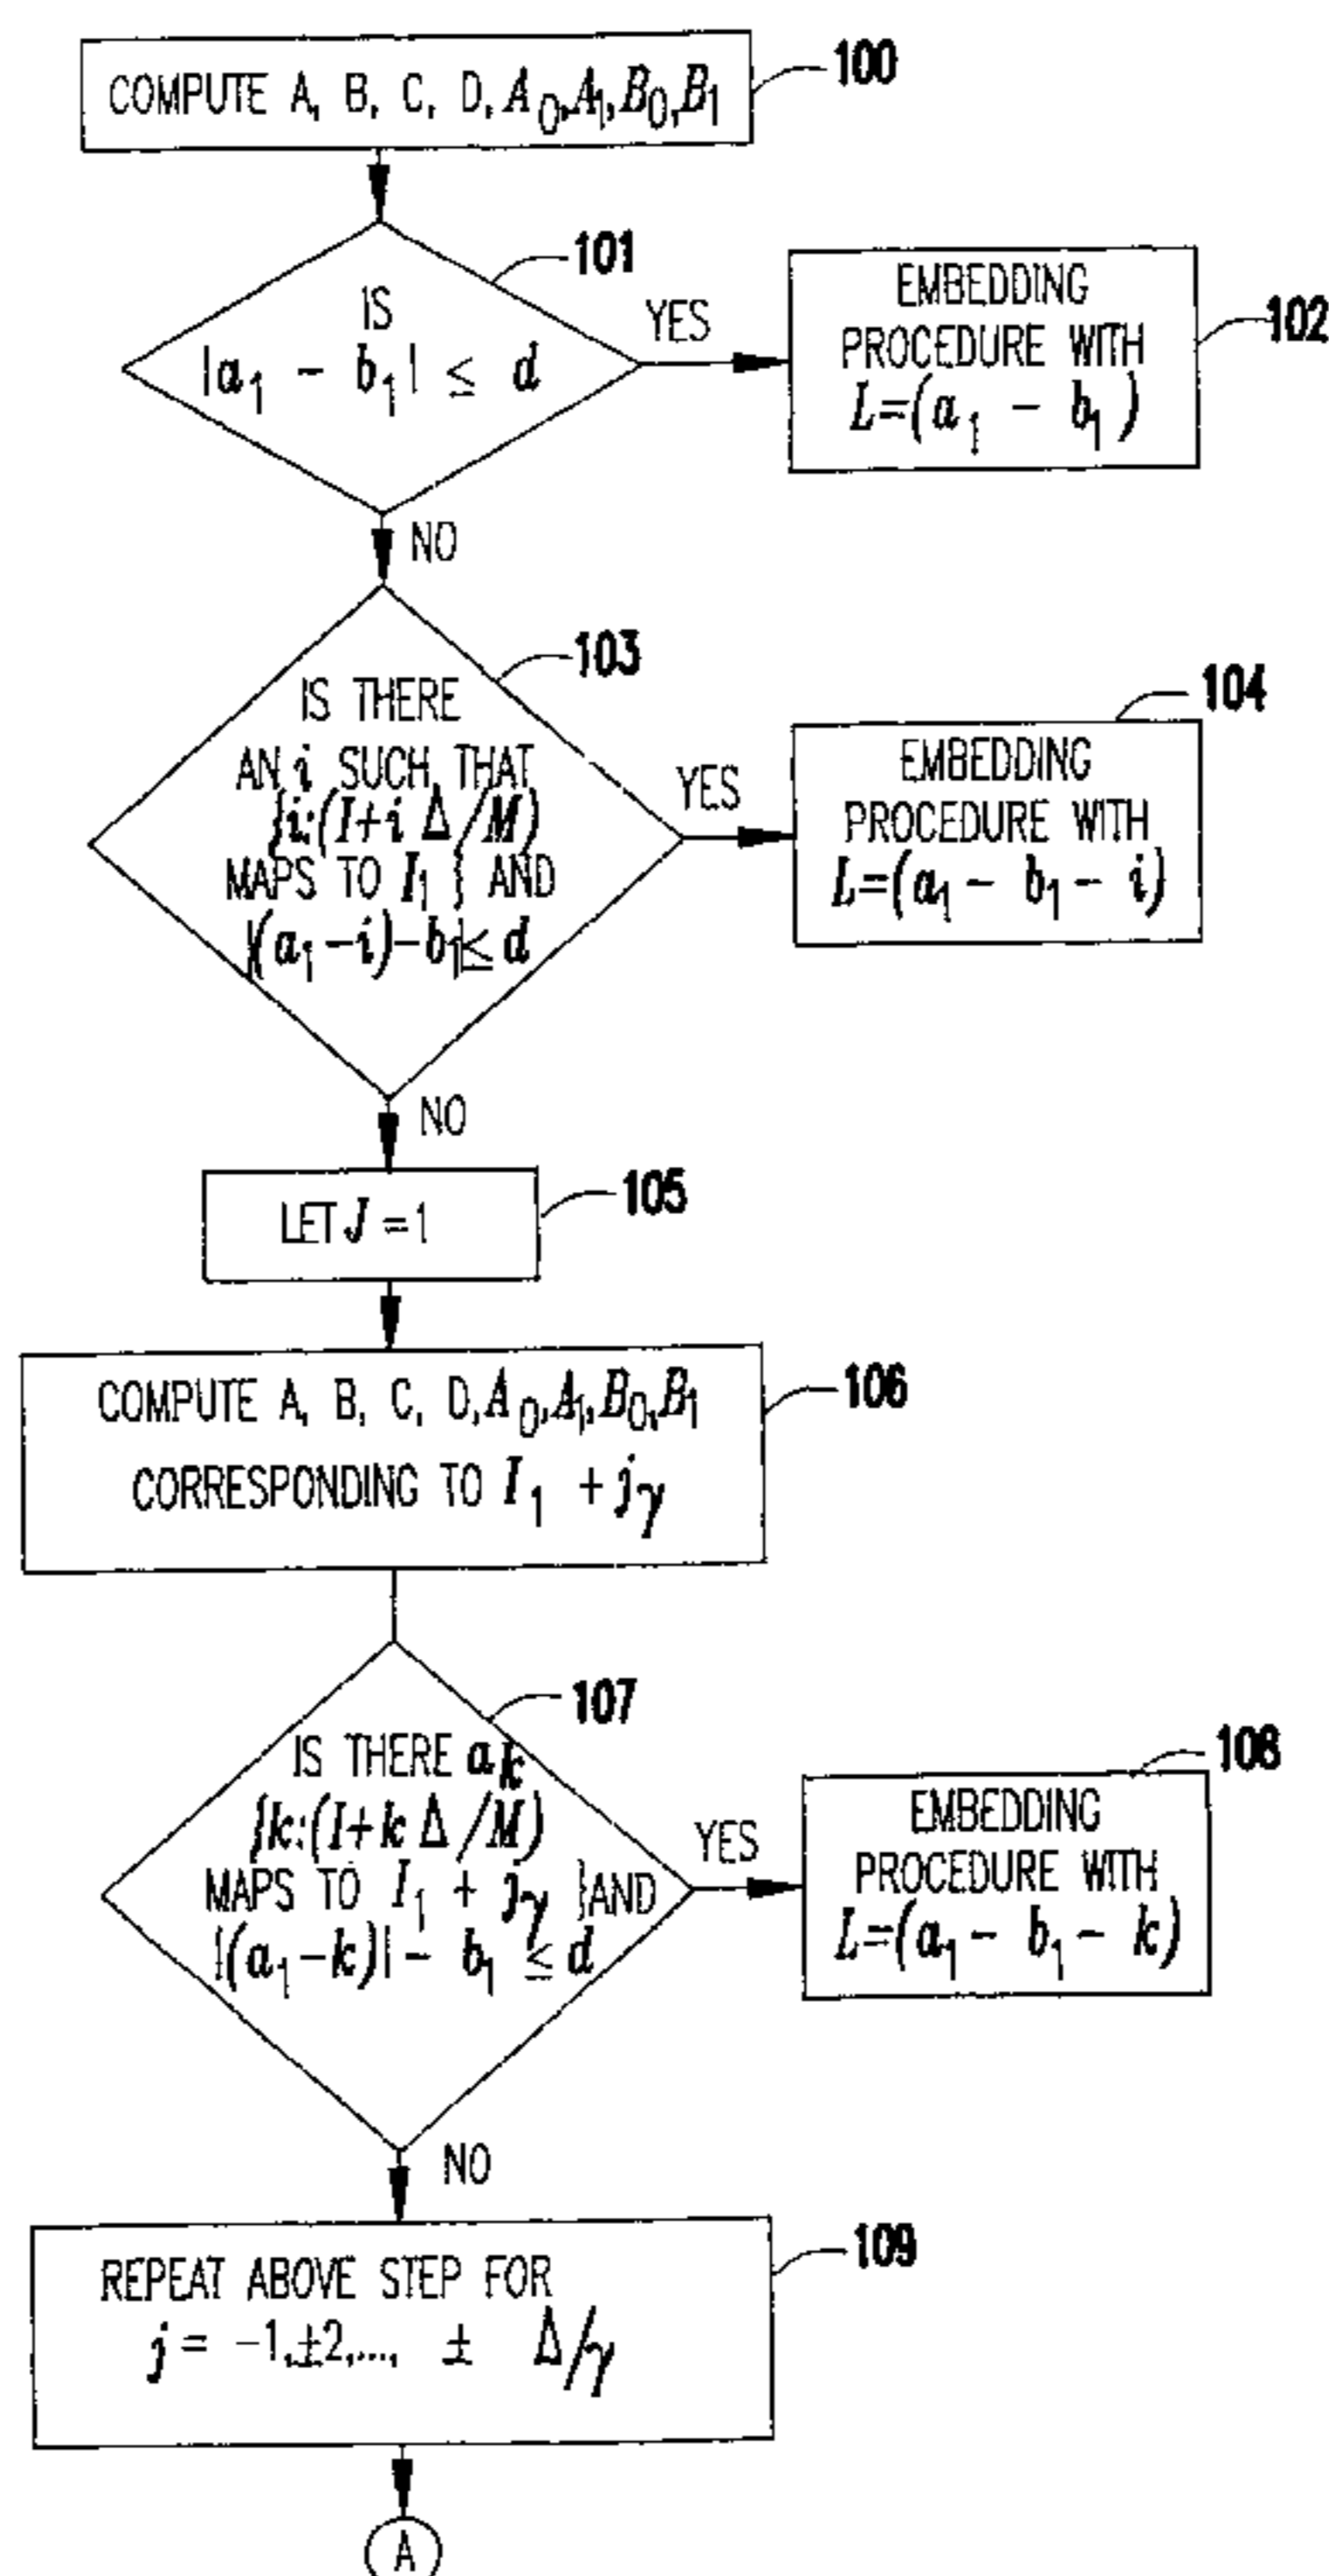 COMPUTE A, B, C, D, A0, A1, B0, B1
100
IS
|a1 - b1| ≤ d
101
YES
EMBEDDING
PROCEDURE WITH
L=(a1 - b1)
102
NO
IS THERE
AN i SUCH THAT
{i:(I+i Δ/M)
MAPS TO I1 } AND
|(a1-i)-b1|≤ d
103
YES
EMBEDDING
PROCEDURE WITH
L=(a1 - b1 - i)
104
NO
LET J = 1
105
COMPUTE A, B, C, D, A0, A1, B0, B1
CORRESPONDING TO I1 + jγ
106
IS THERE a k
{k:(I+k Δ/M)
MAPS TO I1 + jγ }AND
|(a1-k)| - b1 ≤ d
107
YES
EMBEDDING
PROCEDURE WITH
L=(a1 - b1 - k)
108
NO
REPEAT ABOVE STEP FOR
j = -1,±2,..., ± Δ/γ
109
A